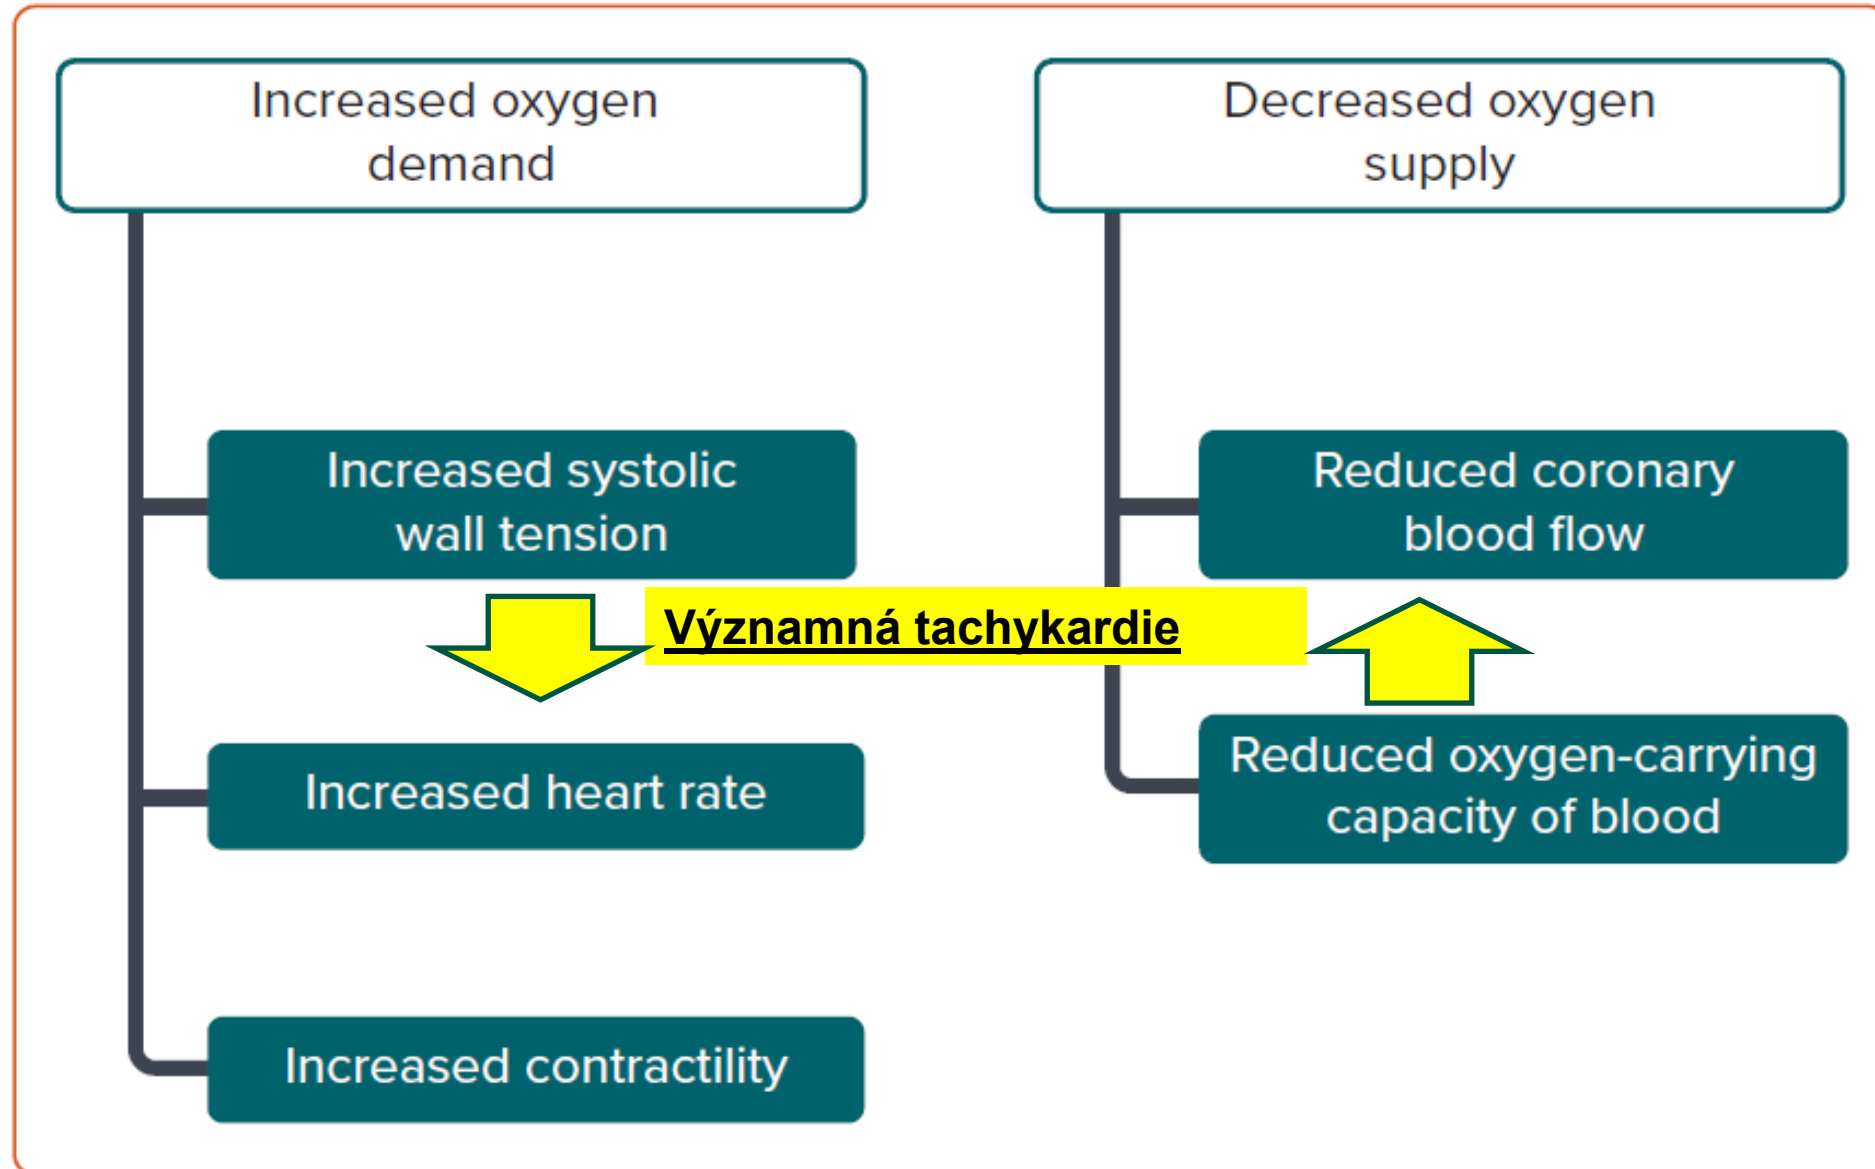 Increased oxygen
demand
Increased systolic
wall tension
Increased heart rate
Increased contractility
Významná tachykardie
Decreased oxygen
supply
Reduced coronary
blood flow
Reduced oxygen-carrying
capacity of blood